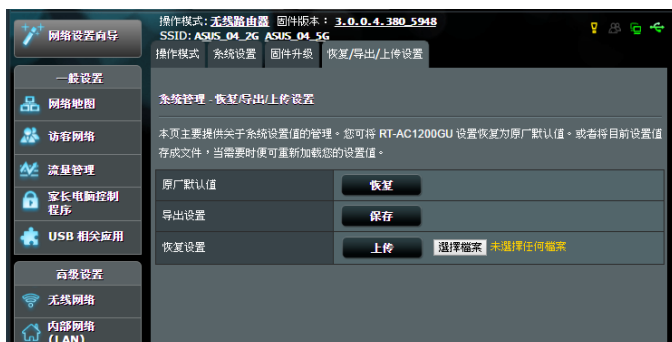 网络设置向导
操作模式: 无线路由器 固件版本: 3.0.0.4.380_5948
SSID: ASUS_04_2G ASUS_04_5G
操作模式 系统设置 固件升级 恢复/导出/上传设置
一般设置
网络地图
访客网络
流量管理
家长电脑控制
程序
USB 相关应用
高级设置
无线网络
内部网络
(LAN)
系统管理 - 恢复/导出/上传设置
本页主要提供关于系统设置值的管理。您可将 RT-AC1200GU 设置恢复为原厂默认值。或者将目前设置值
存成文件,当需要时便可重新加载您的设置值。
原厂默认值 恢复
导出设置 保存
恢复设置 上传 選擇檔案 未選擇任何檔案